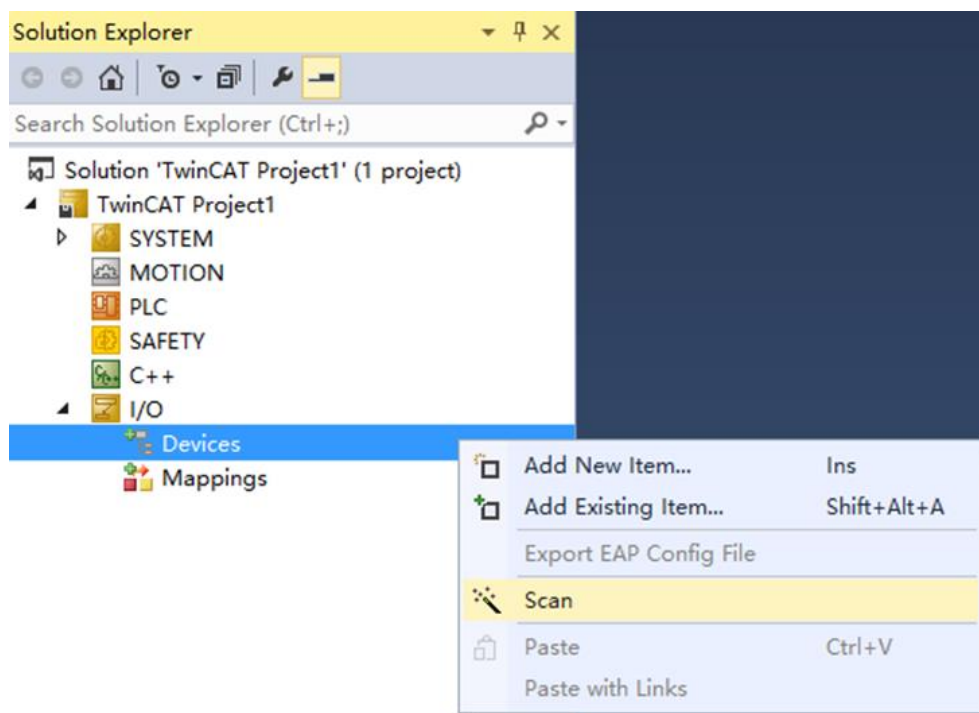 Solution Explorer
Search Solution Explorer (Ctrl+;)
Solution 'TwinCAT Project1' (1 project)
TwinCAT Project1
SYSTEM
MOTION
PLC
SAFETY
C++
I/O
Devices
Mappings
Add New Item... Ins
Add Existing Item... Shift+Alt+A
Export EAP Config File
Scan
Paste Ctrl+V
Paste with Links